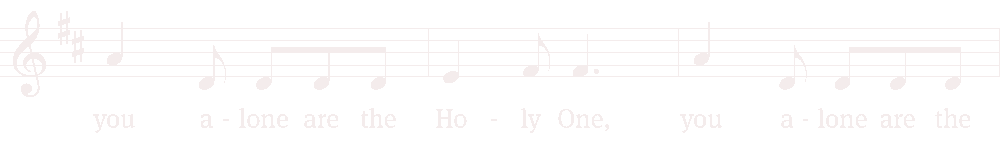 you a - lone are the Ho - ly One, you a - lone are the